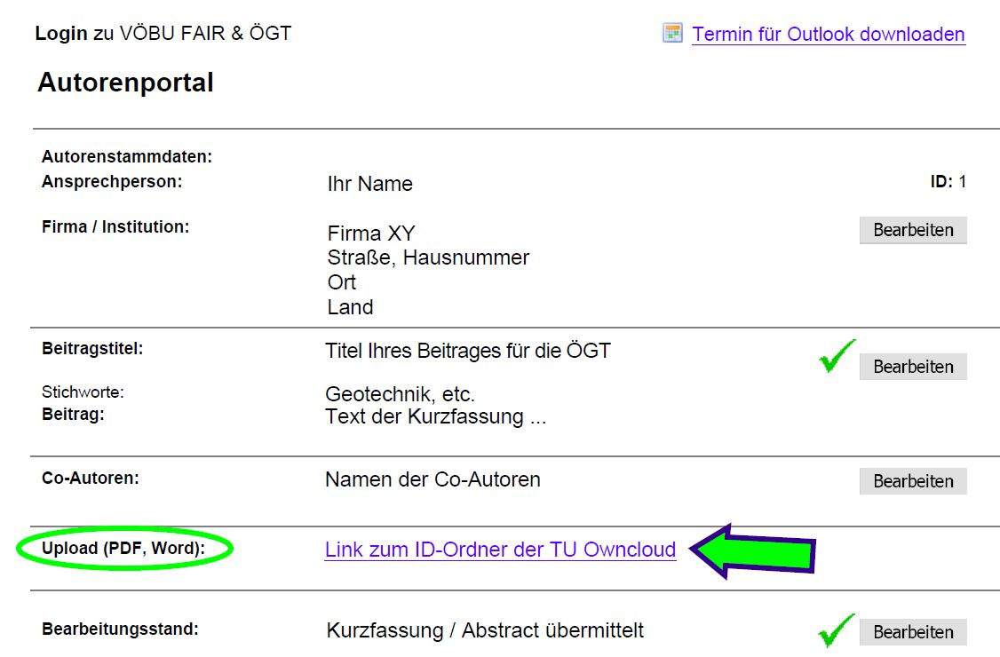 Login zu VÖBU FAIR & ÖGT
Termin für Outlook downloaden
Autorenportal
Autorenstammdaten:
Ansprechperson: Ihr Name ID: 1
Firma / Institution: Firma XY Bearbeiten
Straße, Hausnummer
Ort
Land
Beitragstitel: Titel Ihres Beitrages für die ÖGT Bearbeiten
Stichworte: Geotechnik, etc.
Beitrag: Text der Kurzfassung ...
Co-Autoren: Namen der Co-Autoren Bearbeiten
Upload (PDF, Word): Link zum ID-Ordner der TU Owncloud
Bearbeitungsstand: Kurzfassung / Abstract übermittelt Bearbeiten